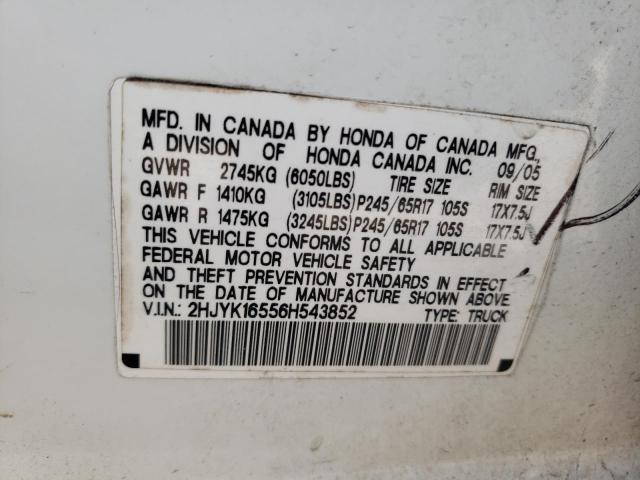 MFD. IN CANADA BY HONDA OF CANADA MFG.,
A DIVISION OF HONDA CANADA INC. 09/05
GVWR 2745KG (6050LBS) TIRE SIZE RIM SIZE
GAWR F 1410KG (3105LBS) P245/65R17 105S 17X7.5J
GAWR R 1475KG (3245LBS) P245/65R17 105S 17X7.5J
THIS VEHICLE CONFORMS TO ALL APPLICABLE
FEDERAL MOTOR VEHICLE SAFETY
AND THEFT PREVENTION STANDARDS IN EFFECT
ON THE DATE OF MANUFACTURE SHOWN ABOVE
V.I.N.: 2HJYK16556H543852 TYPE: TRUCK